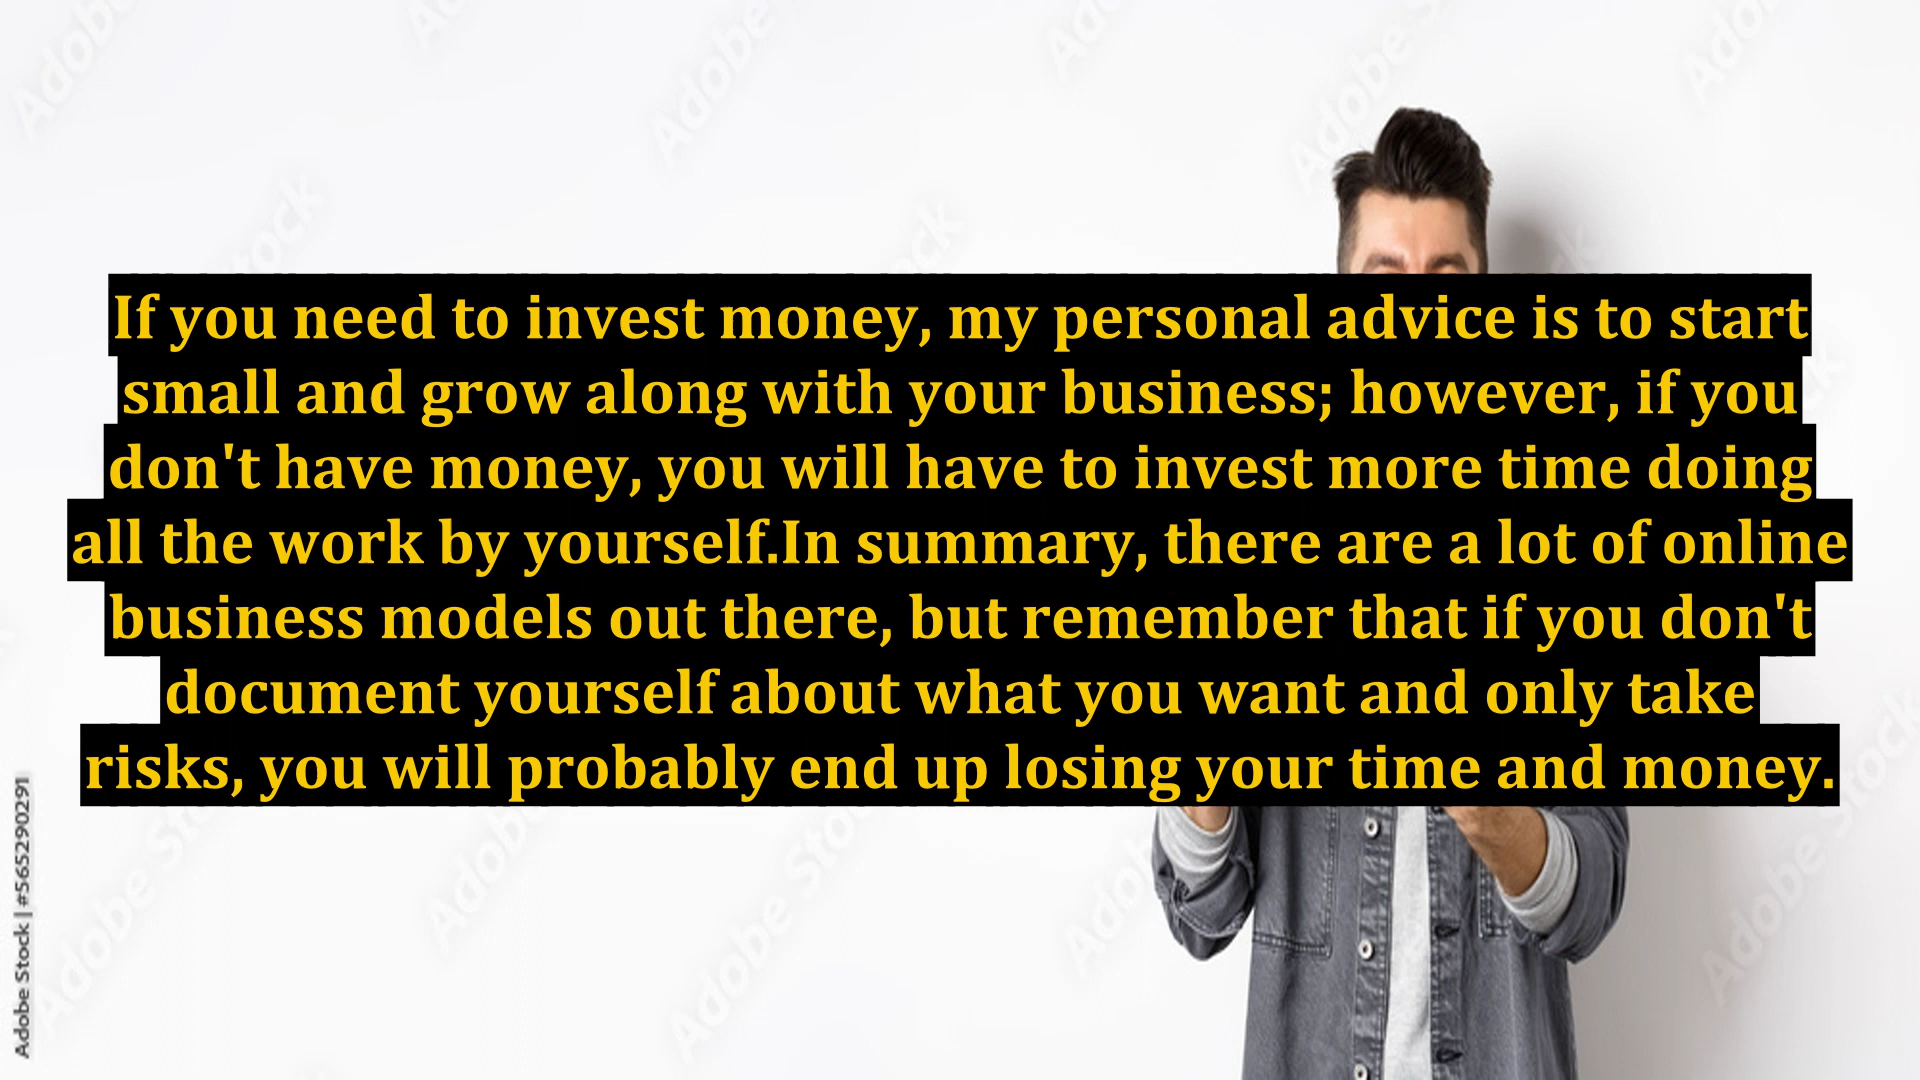 If you need to invest money, my personal advice is to start
small and grow along with your business; however, if you
don't have money, you will have to invest more time doing
all the work by yourself.In summary, there are a lot of online
business models out there, but remember that if you don't
document yourself about what you want and only take
risks, you will probably end up losing your time and money.
Adobe Stock | #565290291
Adobe Stock